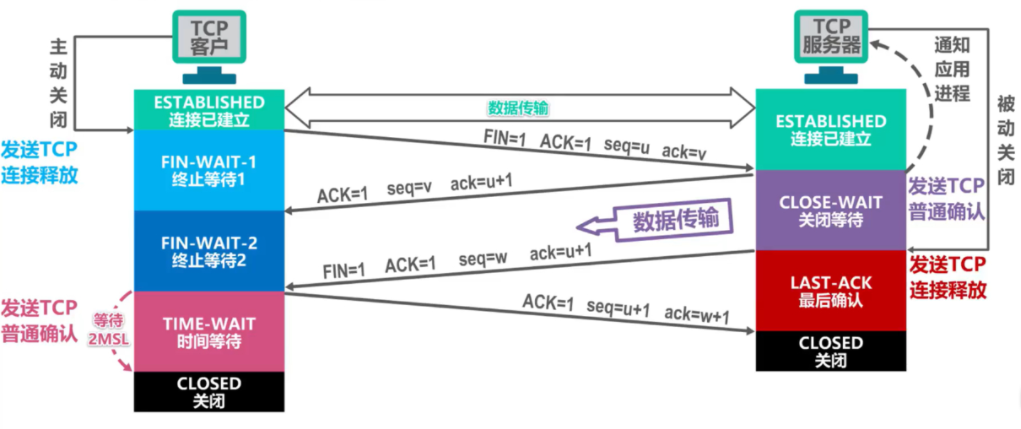 TCP
客户
TCP
服务器
主
动
关
闭
通知
应用
进程
被
动
关
闭
ESTABLISHED
连接已建立
数据传输
ESTABLISHED
连接已建立
FIN=1 ACK=1 seq=u ack=v
发送TCP
连接释放
FIN-WAIT-1
终止等待1
ACK=1 seq=v ack=u+1
CLOSE-WAIT
关闭等待
发送TCP
普通确认
数据传输
FIN-WAIT-2
终止等待2
FIN=1 ACK=1 seq=w ack=u+1
LAST-ACK
最后确认
发送TCP
连接释放
发送TCP
普通确认
等待
2MSL
TIME-WAIT
时间等待
ACK=1 seq=u+1 ack=w+1
CLOSED
关闭
CLOSED
关闭